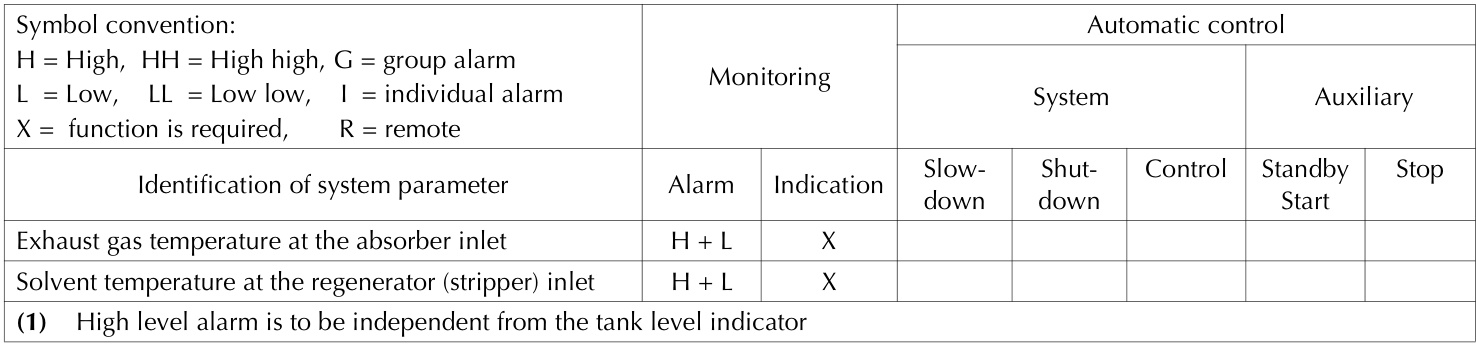 Symbol convention:
H = High, HH = High high, G = group alarm
L = Low, LL = Low low, I = individual alarm
X = function is required, R = remote
Monitoring
Automatic control
System
Auxiliary
Identification of system parameter
Alarm
Indication
Slow-
down
Shut-
down
Control
Standby
Start
Stop
Exhaust gas temperature at the absorber inlet H + L X
Solvent temperature at the regenerator (stripper) inlet H + L X
(1) High level alarm is to be independent from the tank level indicator